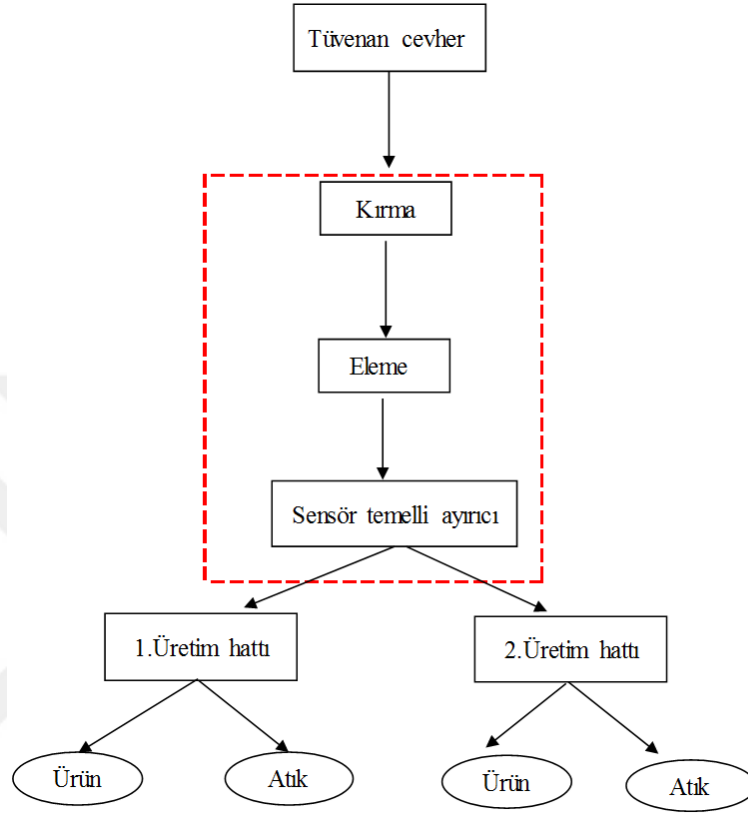 Tüvenan cevher
Kırma
Eleme
Sensör temelli ayırıcı
1.Üretim hattı
2.Üretim hattı
Ürün
Atık
Ürün
Atık